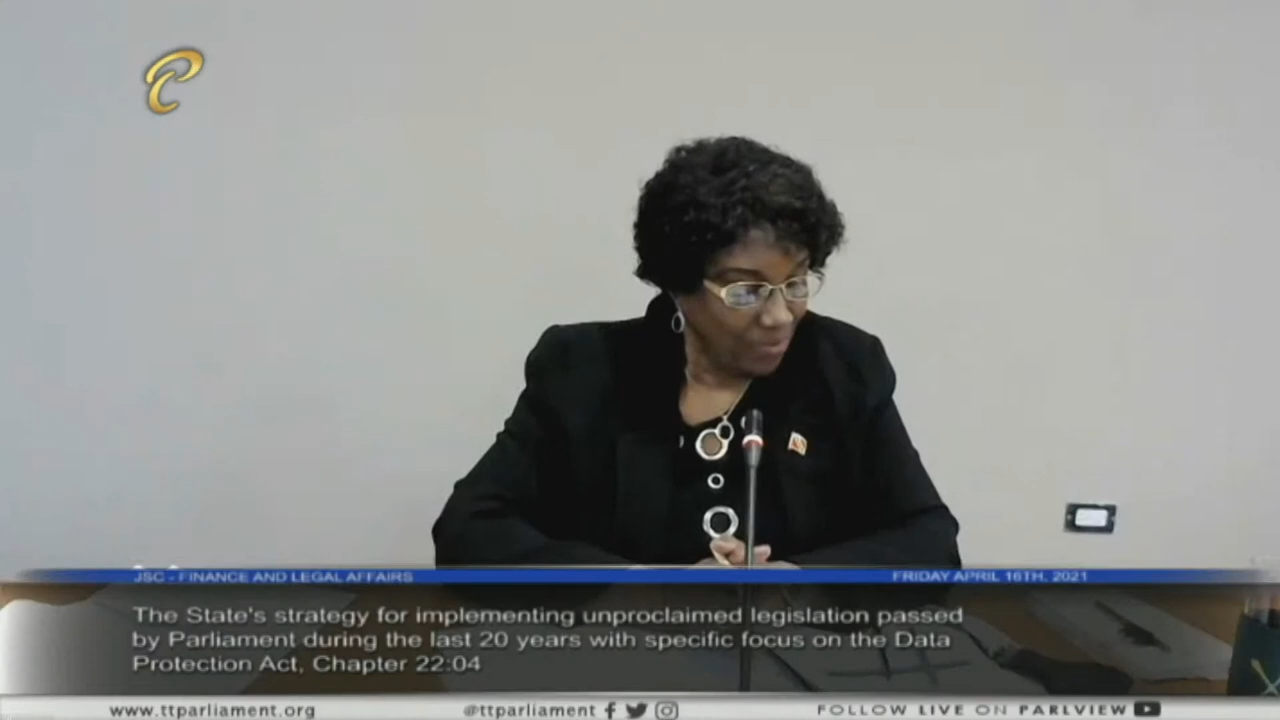 JSC - FINANCE AND LEGAL AFFAIRS
FRIDAY APRIL 16TH, 2021
The State's strategy for implementing unproclaimed legislation passed
by Parliament during the last 20 years with specific focus on the Data
Protection Act, Chapter 22:04
www.ttparliament.org
@ttparliament
FOLLOW LIVE ON PARLVIEW